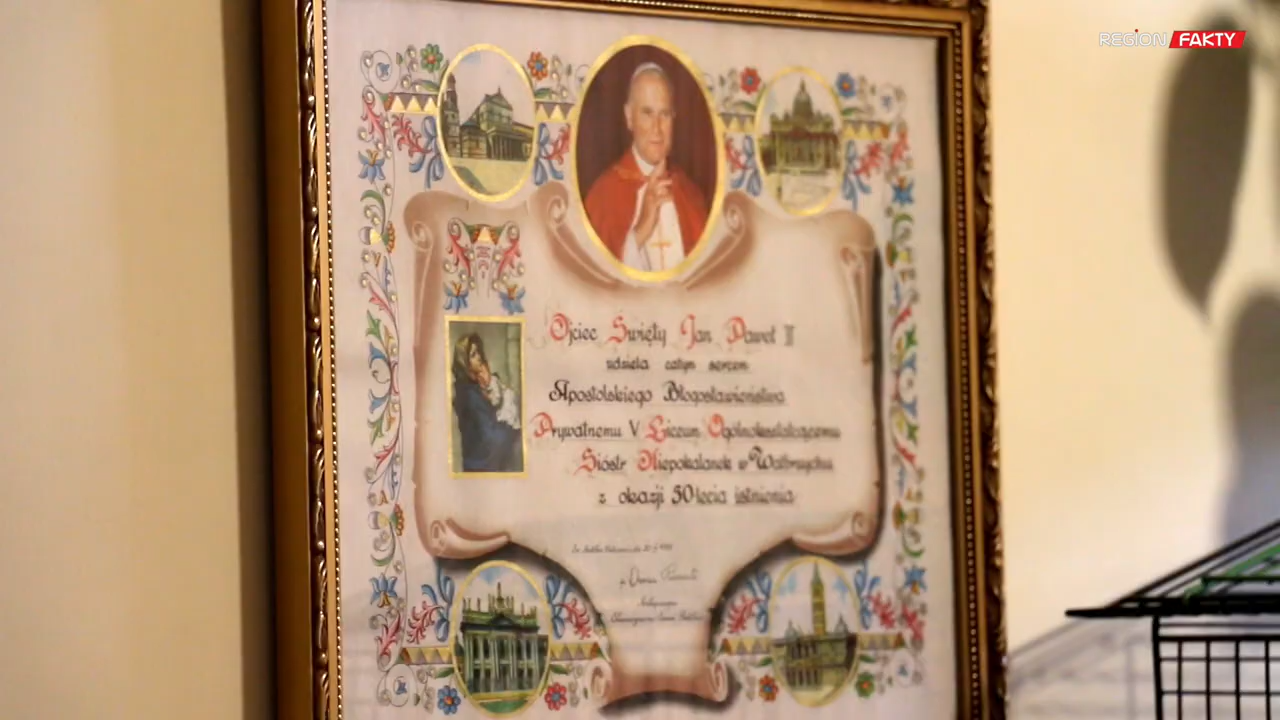 REGION FAKTY
Ojciec Święty Jan Paweł II
udziela całym sercem
Apostolskiego Błogosławieństwa
Prywatnemu V Liceum Ogólnokształcącemu
Sióstr Niepokalanek w Wałbrzychu
z okazji 50-lecia istnienia